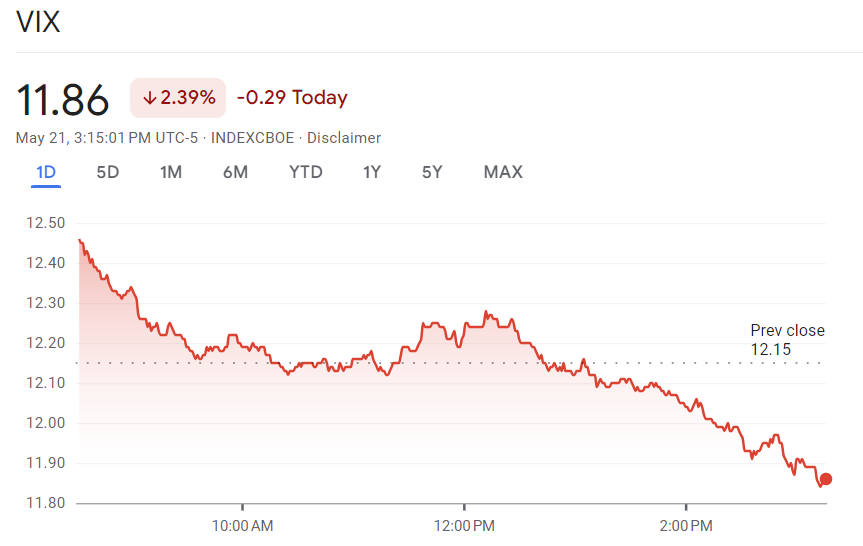 VIX
11.86 ↓2.39% -0.29 Today
May 21, 3:15:01 PM UTC-5 · INDEXCBOE · Disclaimer
1D 5D 1M 6M YTD 1Y 5Y MAX
12.50
12.40
12.30
12.20
12.10
12.00
11.90
11.80
Prev close
12.15
10:00 AM 12:00 PM 2:00 PM